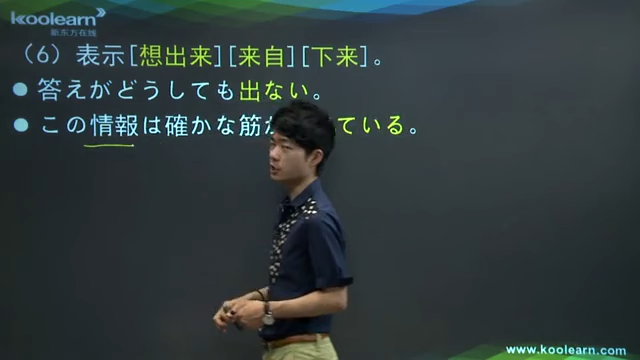 koolearn
新东方在线
（6）表示[想出来][来自][下来]。
● 答えがどうしても出ない。
● この情報は確かな筋 ている。
www.koolearn.com